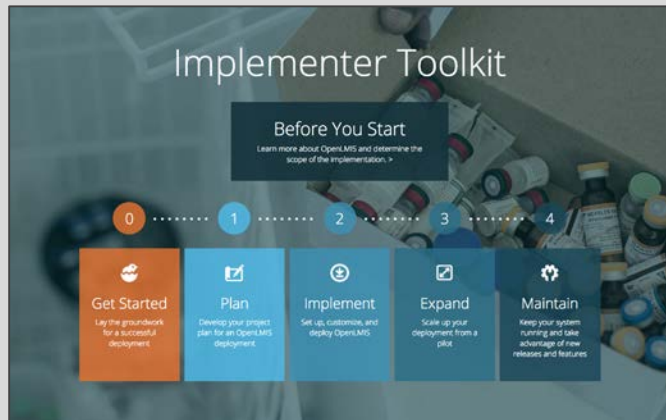 Implementer Toolkit
Before You Start
Learn more about OpenLMIS and determine the
scope of the implementation. >
0
1
2
3
4
Get Started
Lay the groundwork
for a successful
deployment
Plan
Develop your project
plan for an OpenLMIS
deployment
Implement
Set up, customize, and
deploy OpenLMIS
Expand
Scale up your
deployment from a
pilot
Maintain
Keep your system
running and take
advantage of new
releases and features